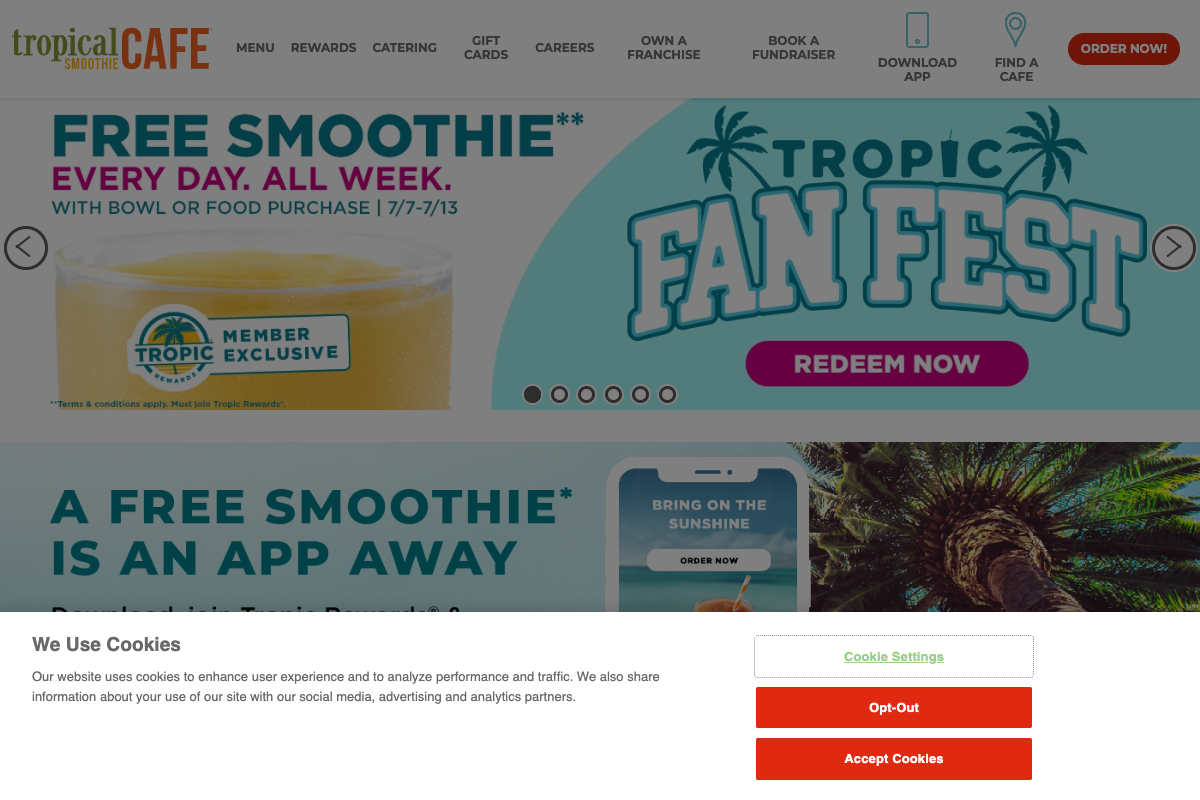 tropical SMOOTHIE CAFE
MENU
REWARDS
CATERING
GIFT
CARDS
CAREERS
OWN A
FRANCHISE
BOOK A
FUNDRAISER
DOWNLOAD
APP
FIND A
CAFE
ORDER NOW!
FREE SMOOTHIE**
EVERY DAY. ALL WEEK.
WITH BOWL OR FOOD PURCHASE | 7/7-7/13
MEMBER
EXCLUSIVE
TROPIC
REWARDS
**Terms & conditions apply. Must join Tropic Rewards®.
TROPIC
FAN FEST
REDEEM NOW
A FREE SMOOTHIE*
IS AN APP AWAY
Download, join Tropic Rewards® &
BRING ON THE
SUNSHINE
ORDER NOW
We Use Cookies
Our website uses cookies to enhance user experience and to analyze performance and traffic. We also share
information about your use of our site with our social media, advertising and analytics partners.
Cookie Settings
Opt-Out
Accept Cookies